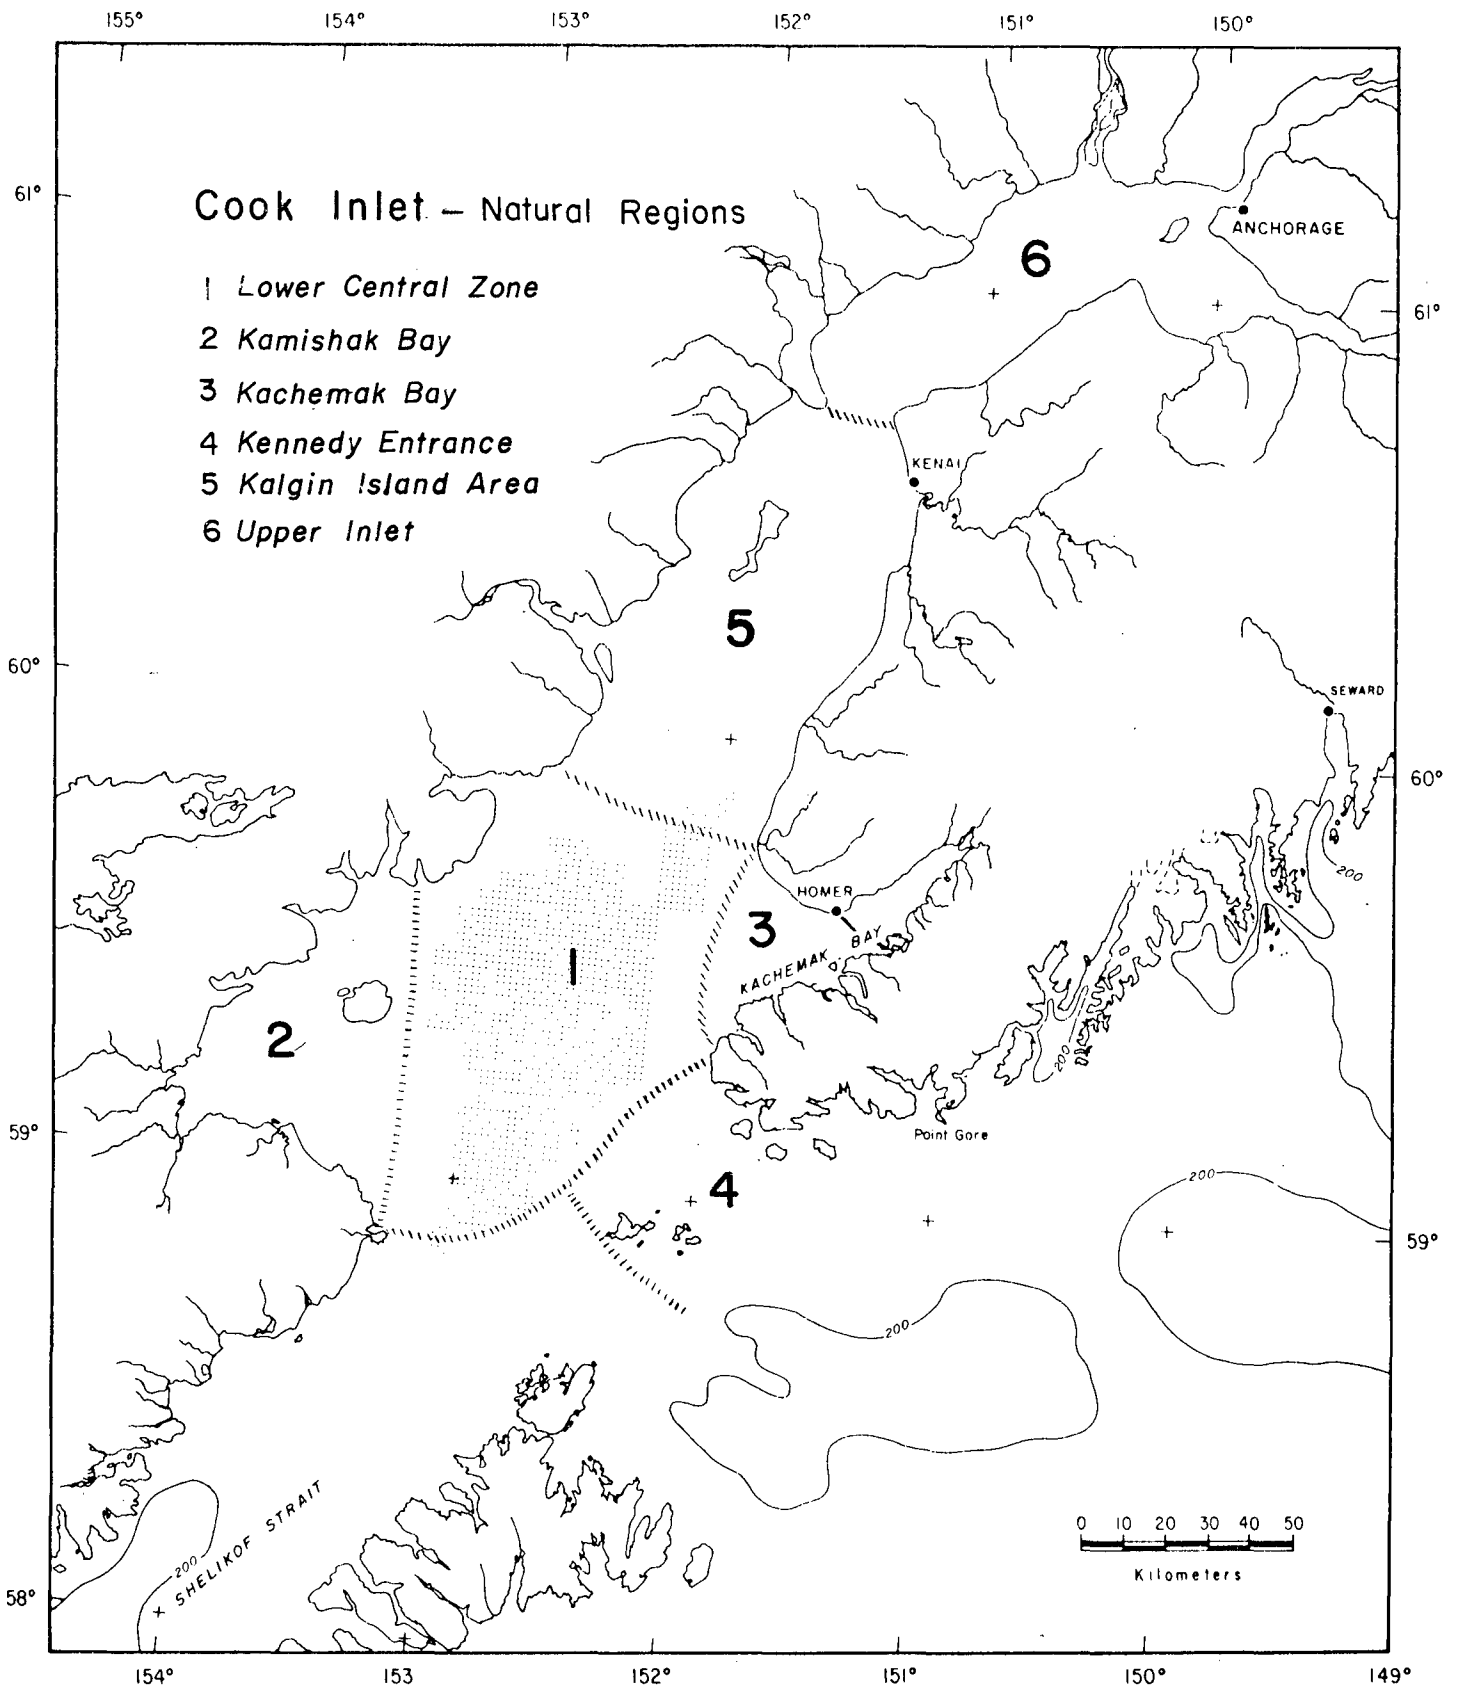 155° 154° 153° 152° 151° 150°
61°
Cook Inlet – Natural Regions
1 Lower Central Zone
2 Kamishak Bay
3 Kachemak Bay
4 Kennedy Entrance
5 Kalgin Island Area
6 Upper Inlet
6
ANCHORAGE
61°
KENAI
5
60°
SEWARD
60°
HOMER
3
KACHEMAK BAY
1
2
200
200
59°
Point Gore
4
200
59°
200
SHELIKOF STRAIT
200
0 10 20 30 40 50
Kilometers
58°
154° 153 152° 151° 150° 149°